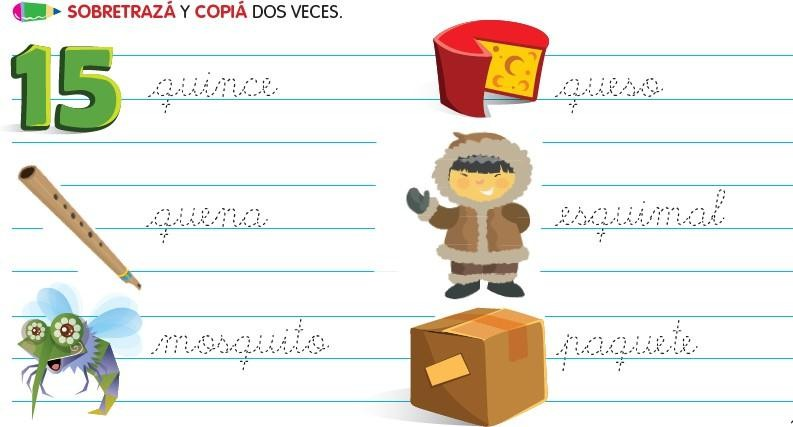 SOBRETRAZÁ Y COPIÁ DOS VECES.
15 quince queso
quena esquimal
mosquito paquete